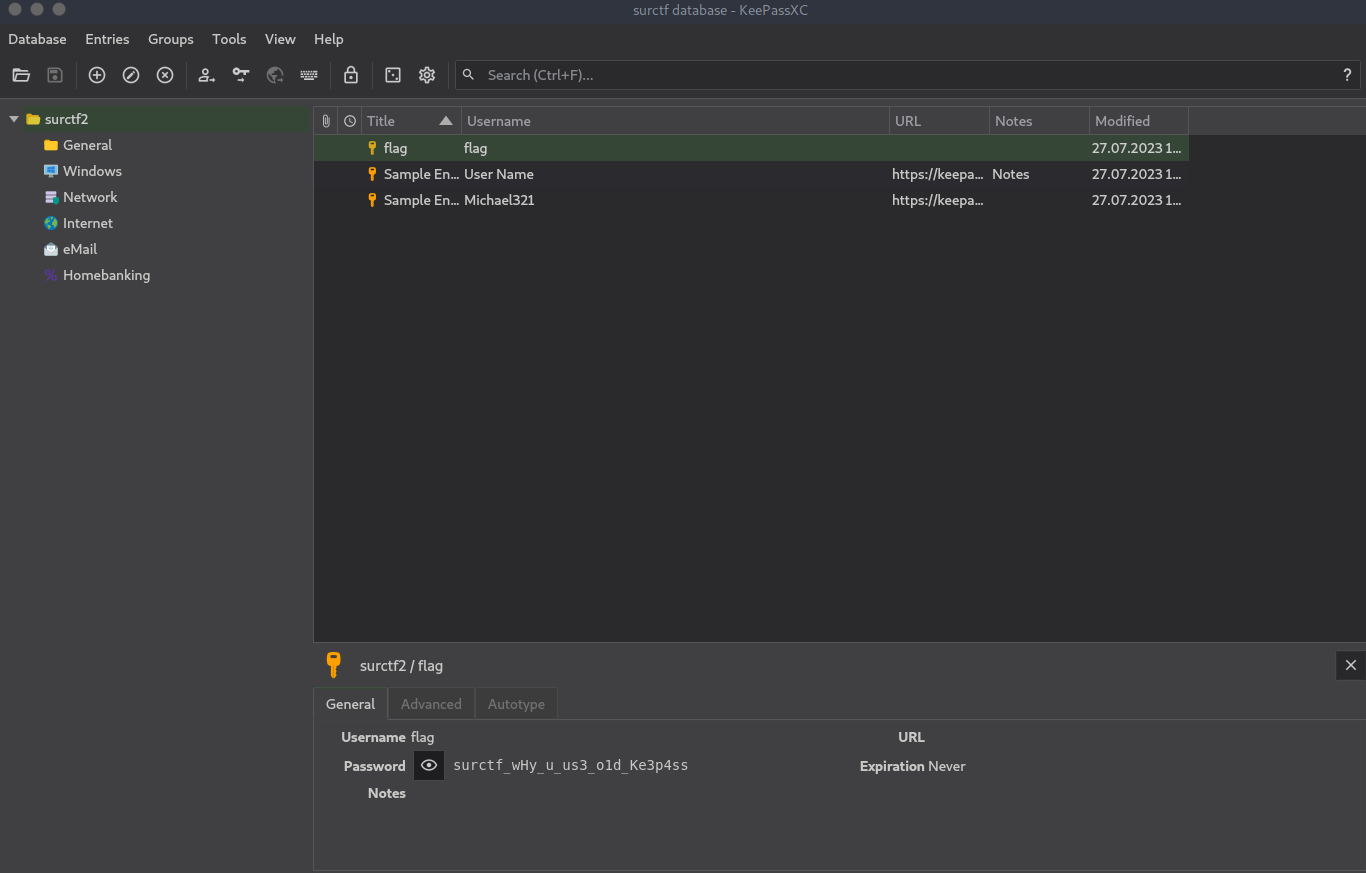 surctf database - KeePassXC
Database Entries Groups Tools View Help
Search (Ctrl+F)... ?
surctf2
General
Windows
Network
Internet
eMail
Homebanking
Title Username URL Notes Modified
flag flag 27.07.2023 1...
Sample En... User Name https://keepa... Notes 27.07.2023 1...
Sample En... Michael321 https://keepa... 27.07.2023 1...
surctf2 / flag
General Advanced Autotype
Username flag URL
Password surctf_wHy_u_us3_o1d_Ke3p4ss Expiration Never
Notes